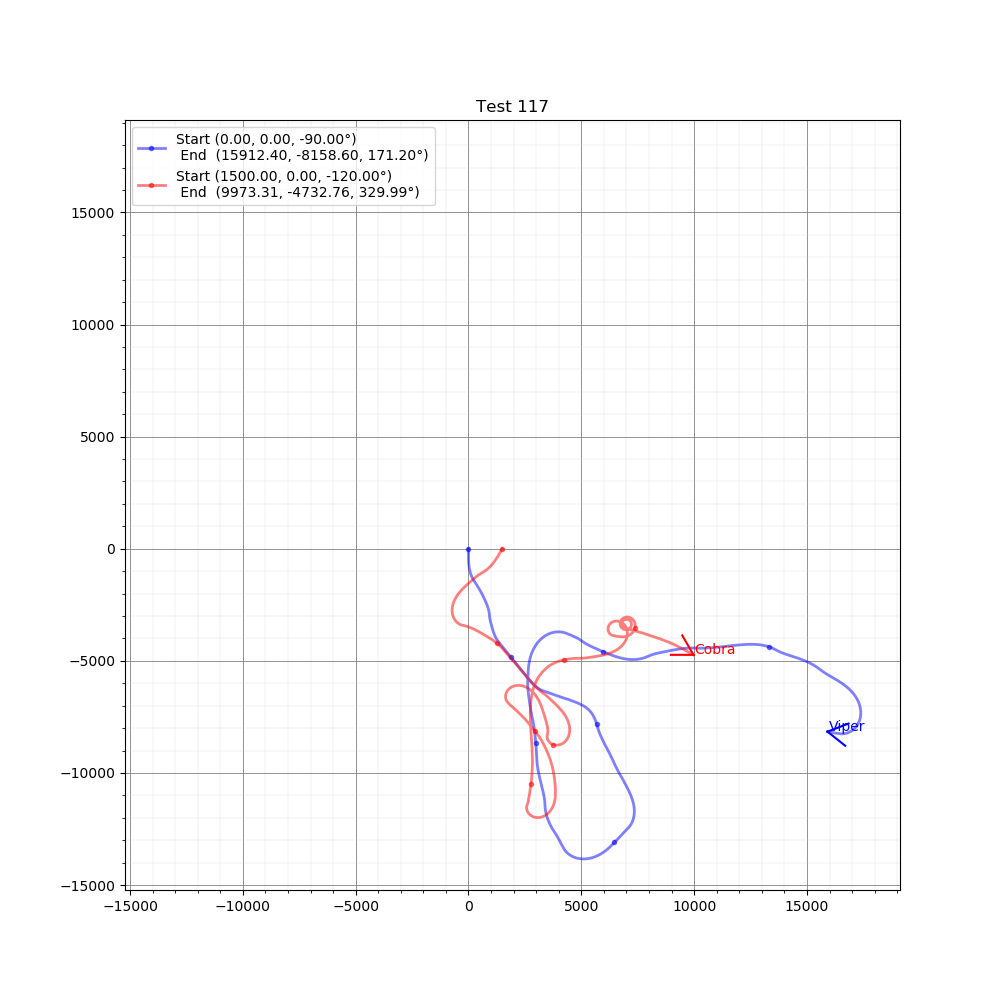 Test 117
Start (0.00, 0.00, -90.00°)
End  (15912.40, -8158.60, 171.20°)
Start (1500.00, 0.00, -120.00°)
End  (9973.31, -4732.76, 329.99°)
15000
10000
5000
0
Cobra
−5000
Viper
−10000
−15000
−15000 −10000 −5000 0 5000 10000 15000